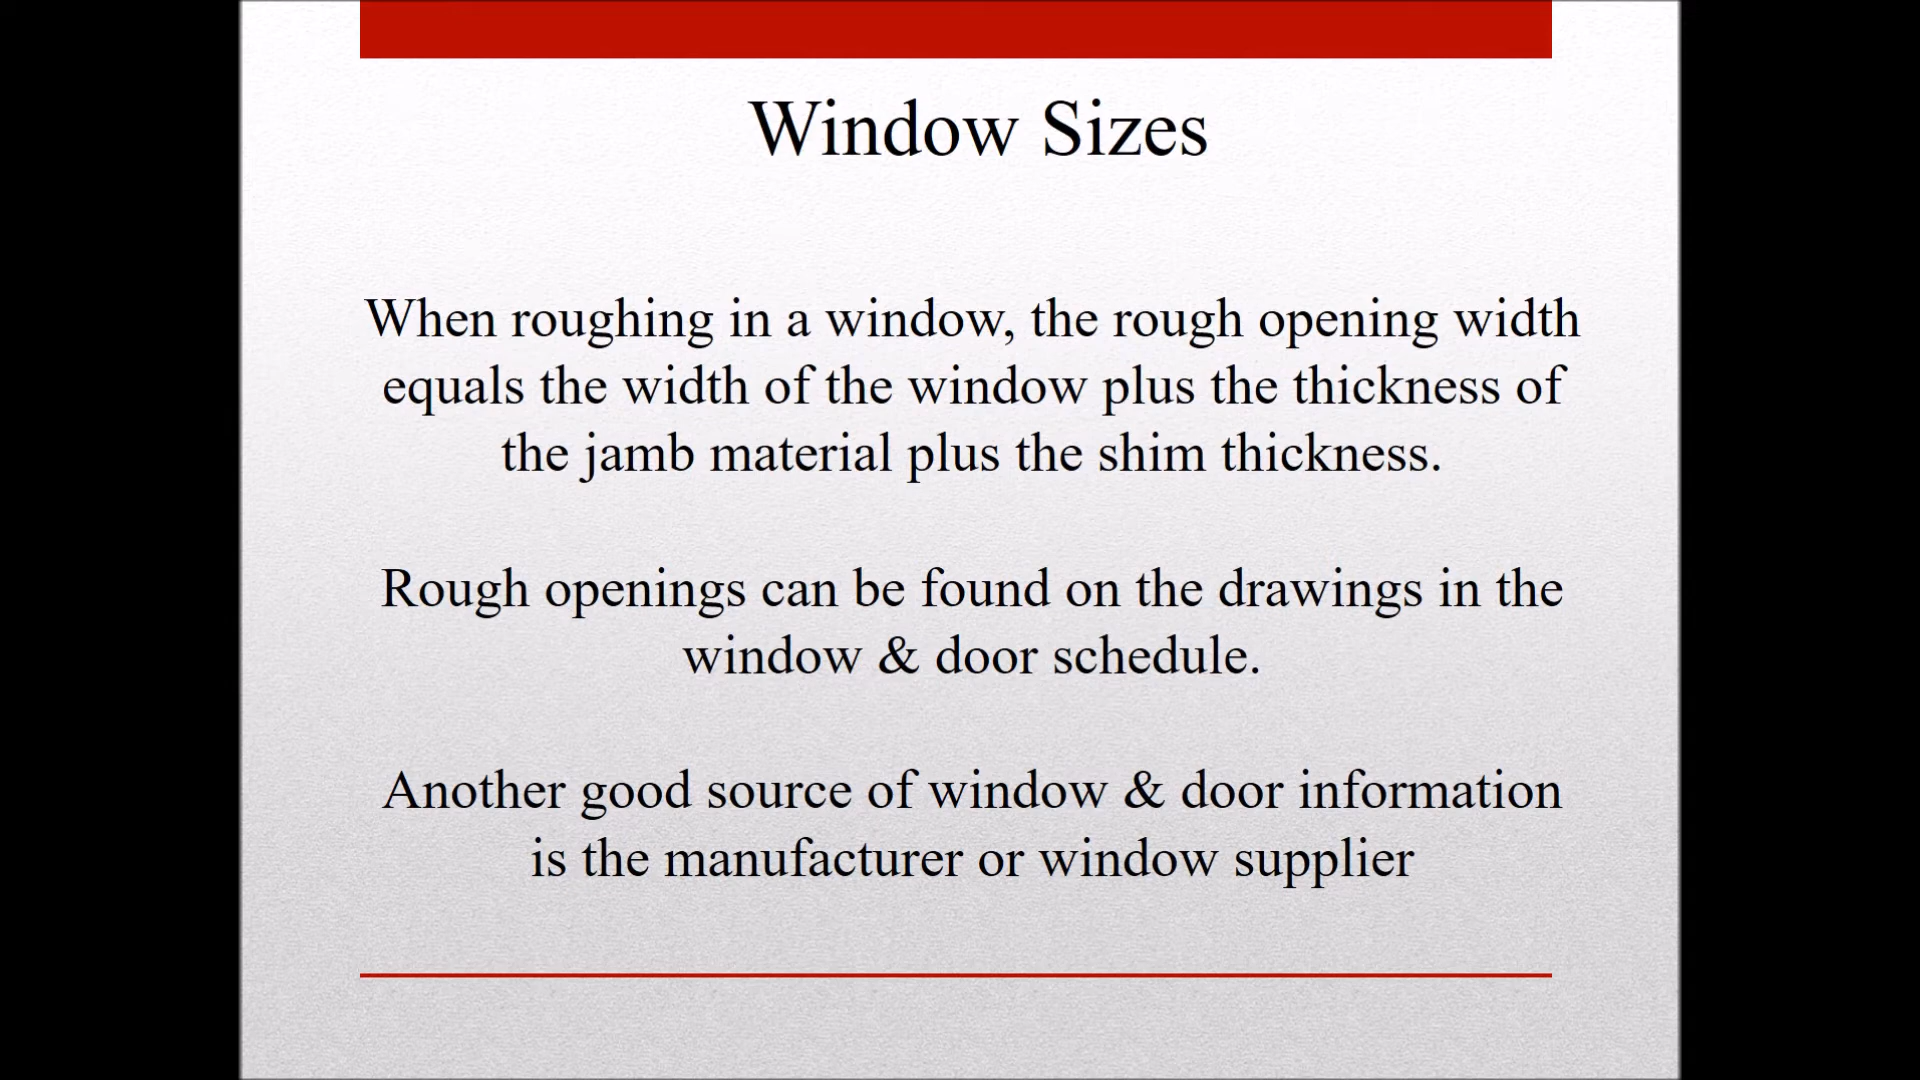 Window Sizes
When roughing in a window, the rough opening width
equals the width of the window plus the thickness of
the jamb material plus the shim thickness.
Rough openings can be found on the drawings in the
window & door schedule.
Another good source of window & door information
is the manufacturer or window supplier